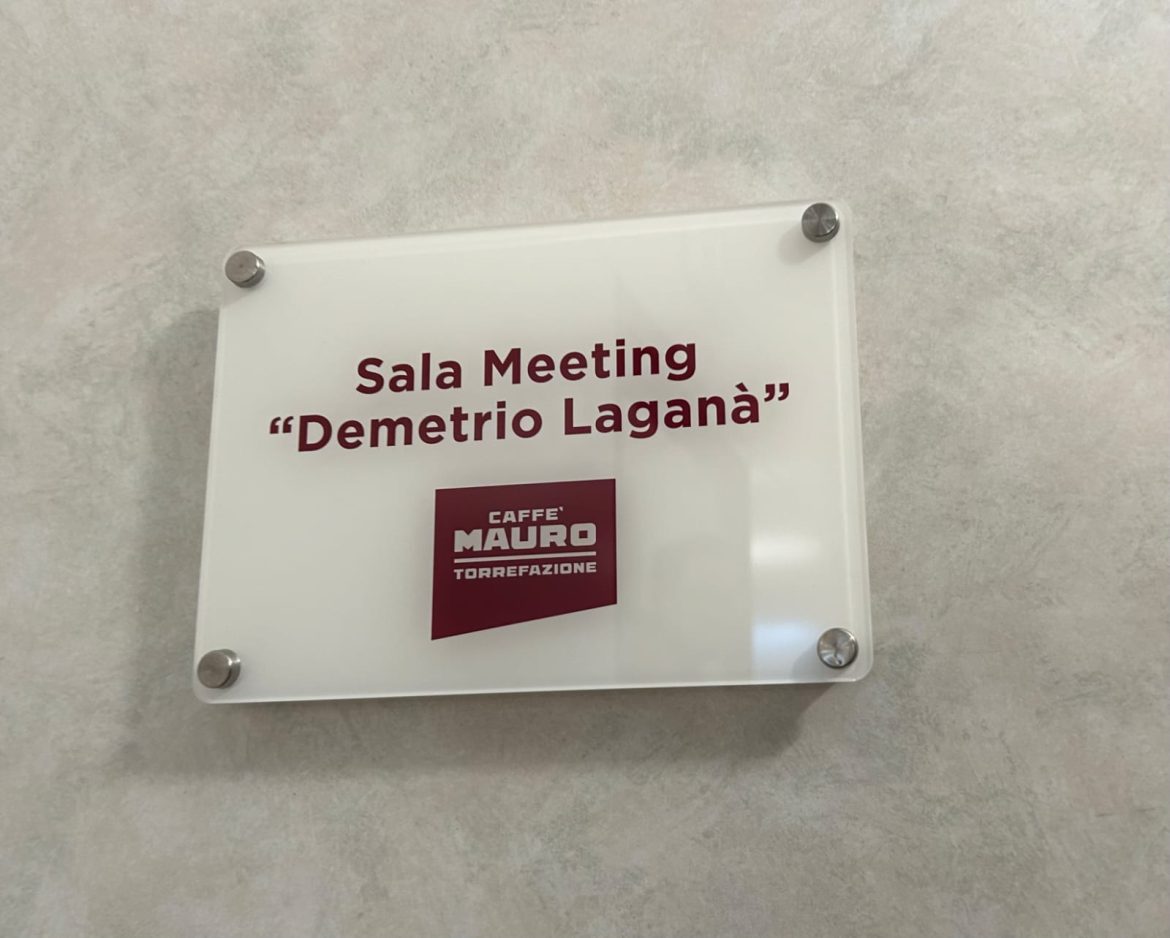 Sala Meeting
“Demetrio Laganà”
CAFFE`
MAURO
TORREFAZIONE